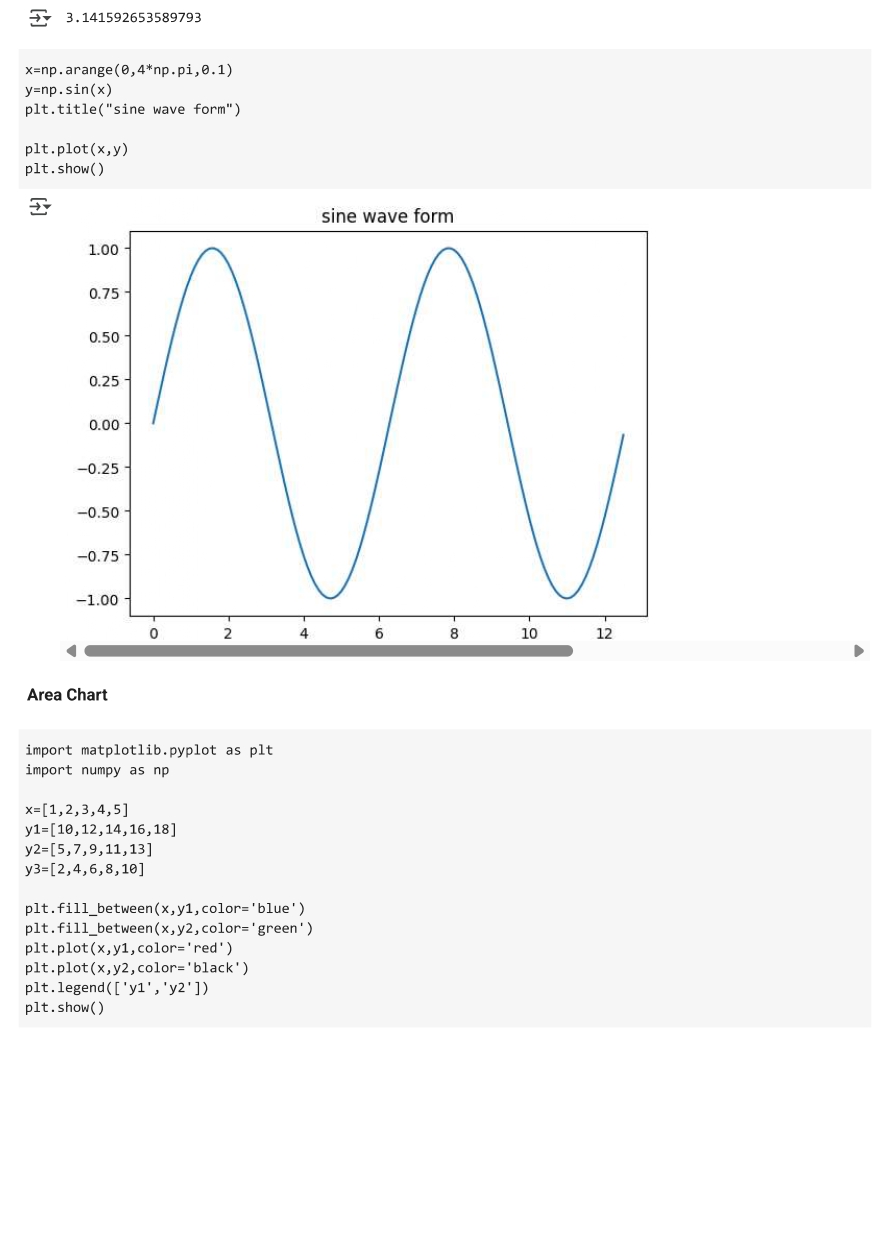 3.141592653589793
x=np.arange(0,4*np.pi,0.1)
y=np.sin(x)
plt.title("sine wave form")
plt.plot(x,y)
plt.show()
sine wave form
1.00
0.75
0.50
0.25
0.00
−0.25
−0.50
−0.75
−1.00
0 2 4 6 8 10 12
Area Chart
import matplotlib.pyplot as plt
import numpy as np
x=[1,2,3,4,5]
y1=[10,12,14,16,18]
y2=[5,7,9,11,13]
y3=[2,4,6,8,10]
plt.fill_between(x,y1,color='blue')
plt.fill_between(x,y2,color='green')
plt.plot(x,y1,color='red')
plt.plot(x,y2,color='black')
plt.legend(['y1','y2'])
plt.show()